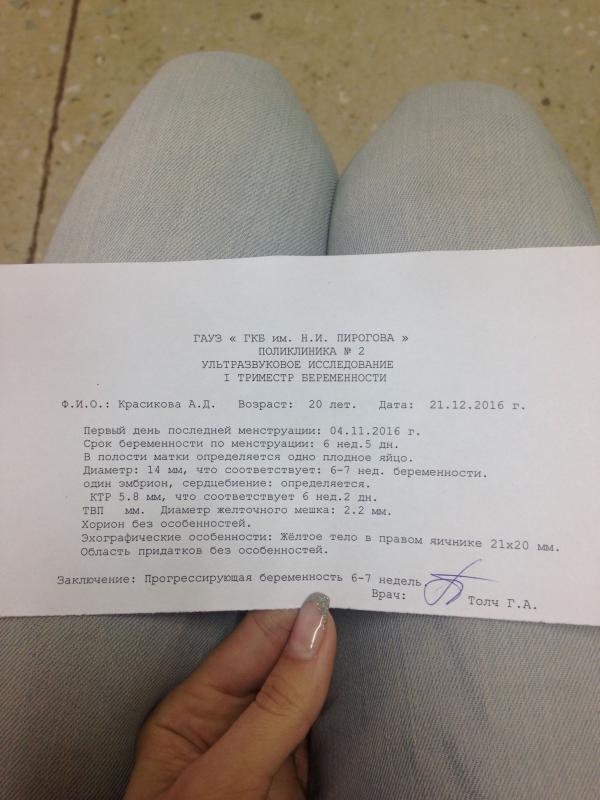 ГАУЗ « ГКБ им. Н.И. ПИРОГОВА »
ПОЛИКЛИНИКА № 2
УЛЬТРАЗВУКОВОЕ ИССЛЕДОВАНИЕ
I ТРИМЕСТР БЕРЕМЕННОСТИ
Ф.И.О.: Красикова А.Д. Возраст: 20 лет. Дата: 21.12.2016 г.
Первый день последней менструации: 04.11.2016 г.
Срок беременности по менструации: 6 нед.5 дн.
В полости матки определяется одно плодное яйцо.
Диаметр: 14 мм, что соответствует: 6-7 нед. беременности.
один эмбрион, сердцебиение: определяется.
КТР 5.8 мм, что соответствует 6 нед.2 дн.
ТВП мм. Диаметр желточного мешка: 2.2 мм.
Хорион без особенностей.
Эхографические особенности: Жёлтое тело в правом яичнике 21х20 мм.
Область придатков без особенностей.
Заключение: Прогрессирующая беременность 6-7 недель.
Врач: Толч Г.А.